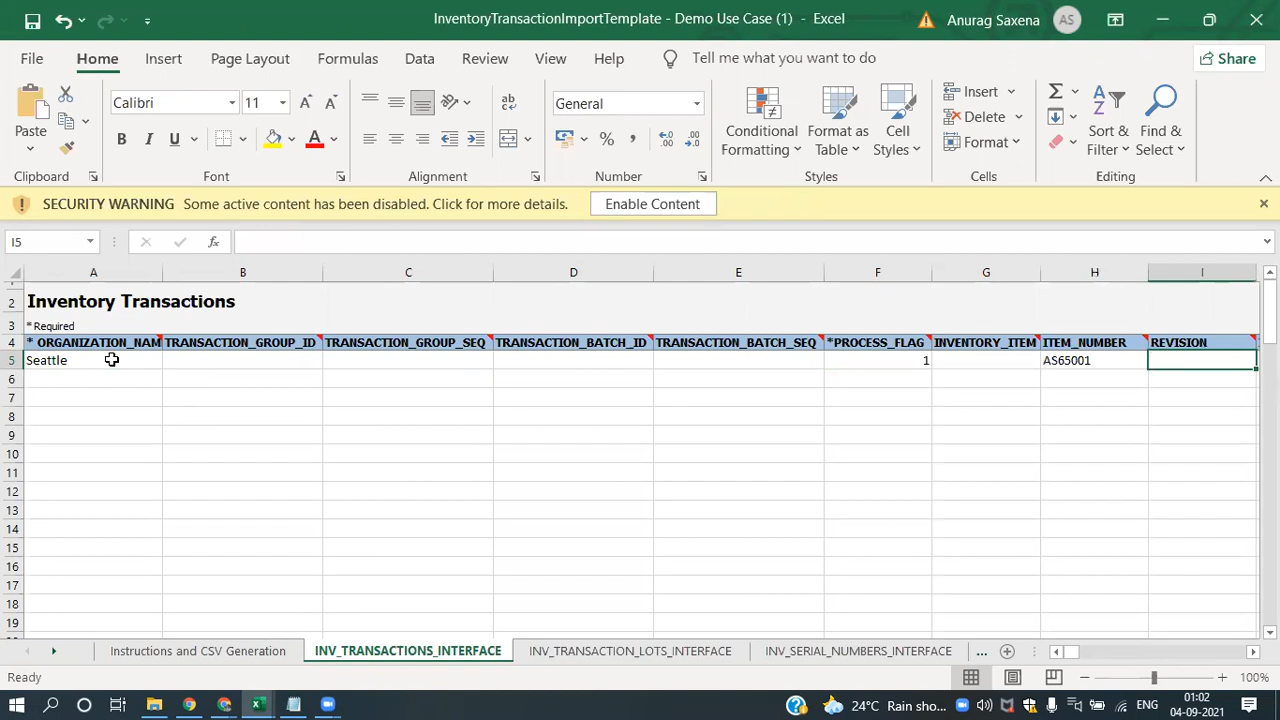 InventoryTransactionImportTemplate - Demo Use Case (1) - Excel
Anurag Saxena
AS
File Home Insert Page Layout Formulas Data Review View Help Tell me what you want to do Share
Paste
Calibri 11
B I U
General
Conditional Formatting
Format as Table
Cell Styles
Insert
Delete
Format
Sort & Filter
Find & Select
Clipboard Font Alignment Number Styles Cells Editing
SECURITY WARNING Some active content has been disabled. Click for more details. Enable Content
I5 fx
A B C D E F G H I
2 Inventory Transactions
3 * Required
4 * ORGANIZATION_NAM TRANSACTION_GROUP_ID TRANSACTION_GROUP_SEQ TRANSACTION_BATCH_ID TRANSACTION_BATCH_SEQ *PROCESS_FLAG INVENTORY_ITEM ITEM_NUMBER REVISION
5 Seattle 1 AS65001
6
7
8
9
10
11
12
13
14
15
16
17
18
19
Instructions and CSV Generation INV_TRANSACTIONS_INTERFACE INV_TRANSACTION_LOTS_INTERFACE INV_SERIAL_NUMBERS_INTERFACE ...
Ready 100%
24°C Rain sho... ENG 01:02
04-09-2021